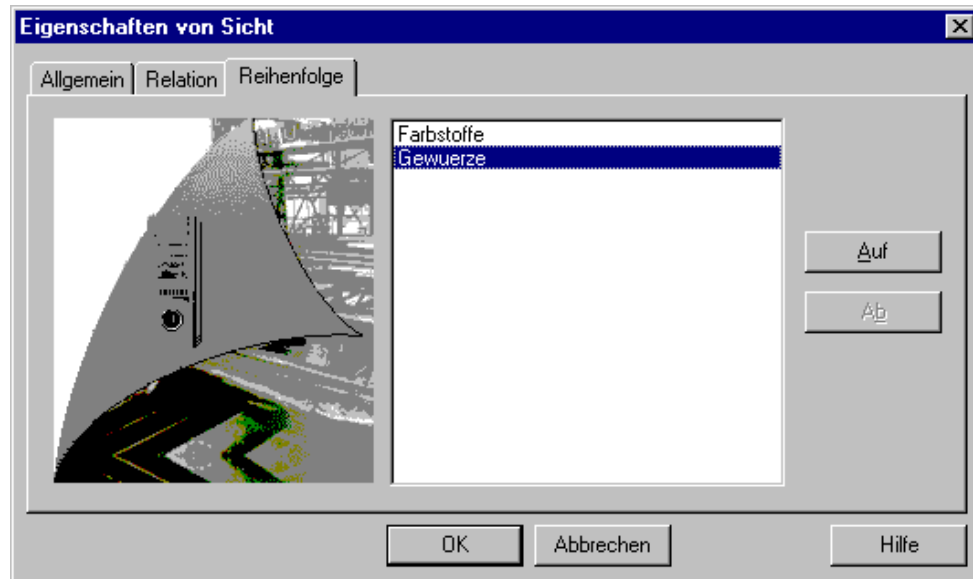 Eigenschaften von Sicht
Allgemein Relation Reihenfolge
Farbstoffe
Gewuerze
Auf
Ab
OK Abbrechen Hilfe